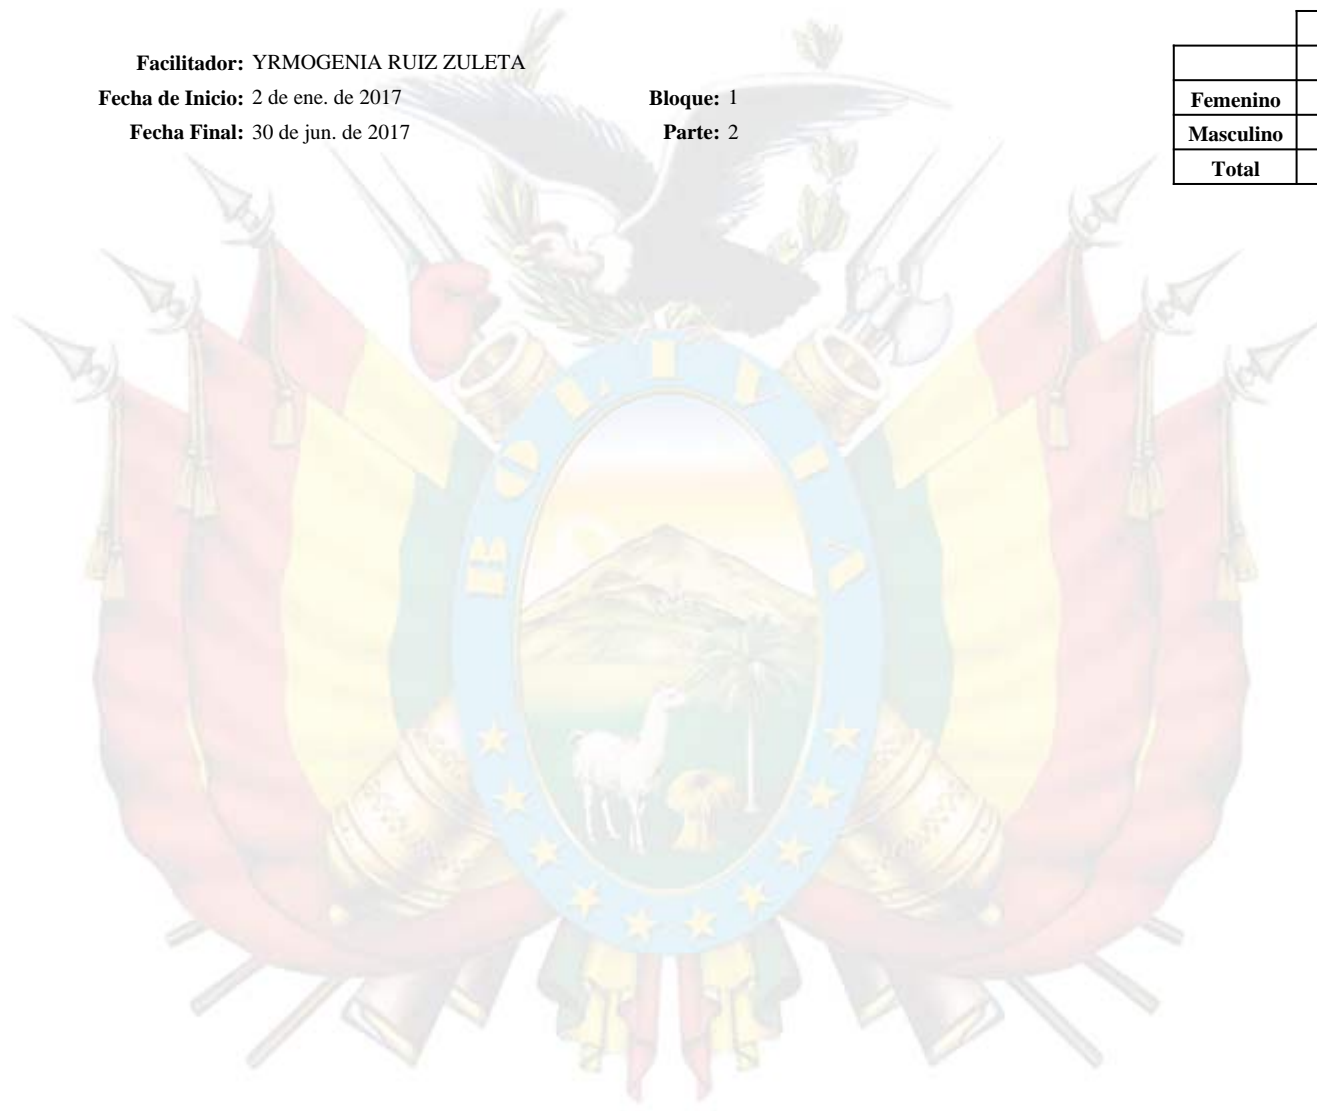 Facilitador: YRMOGENIA RUIZ ZULETA
Fecha de Inicio: 2 de ene. de 2017 Bloque: 1
Fecha Final: 30 de jun. de 2017 Parte: 2
Femenino
Masculino
Total
BOLIVIA